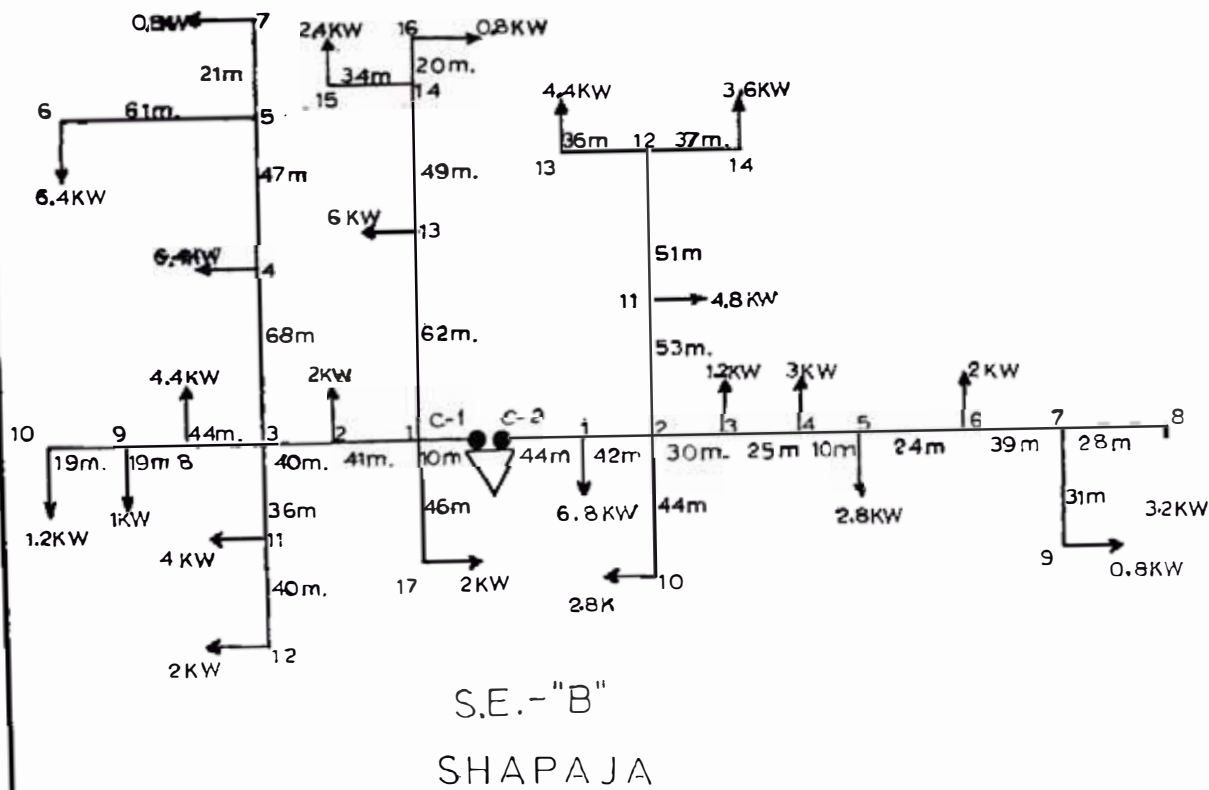 7
2.4KW
16
0.8KW
21m
34m
20m.
15
14
4.4KW
3.6KW
6
61m.
5
36m
12
37m.
13
14
6.4KW
47m
49m.
6 KW
13
51m
4
11
4.8 KW
68m
62m.
53m.
4.4KW
2KW
3KW
2KW
C-1
C-2
10
9
44m.
3
2
1
1
2
3
4
5
6
7
8
19m.
19m
8
40m.
41m.
10m
44m
42m
30m.
25m
10m
24m
39m
28m
1.2KW
1KW
36m
46m
6.8KW
44m
2.8KW
31m
3.2KW
4 KW
11
9
0.8KW
40m.
17
2KW
2.8K
10
2KW
12
S.E.-"B"
SHAPAJA